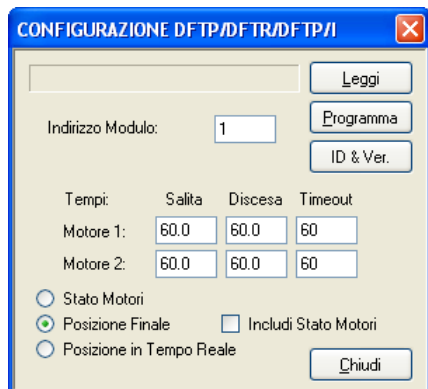 CONFIGURAZIONE DFTP/DFTR/DFTP/I
Leggi
Indirizzo Modulo: 1
Programma
ID & Ver.
Tempi: Salita Discesa Timeout
Motore 1: 60.0 60.0 60
Motore 2: 60.0 60.0 60
Stato Motori
Posizione Finale Includi Stato Motori
Posizione in Tempo Reale
Chiudi